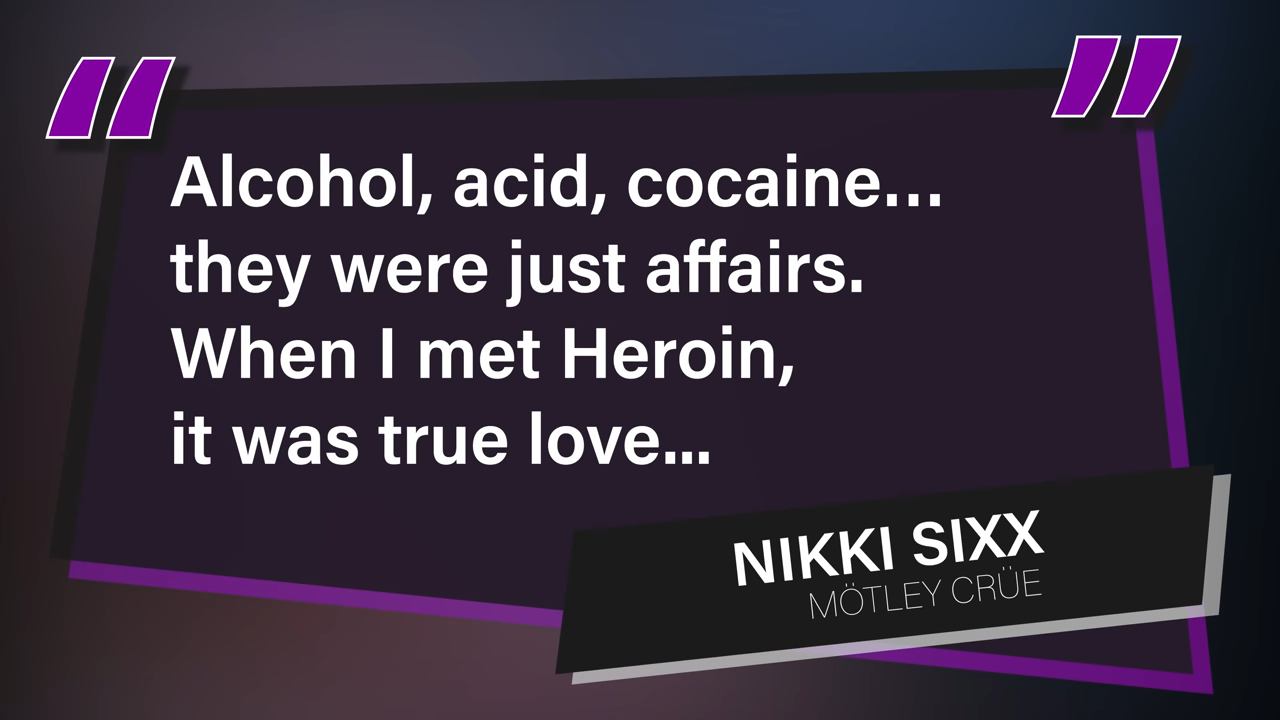 Alcohol, acid, cocaine...
they were just affairs.
When I met Heroin,
it was true love...
NIKKI SIXX
MÖTLEY CRÜE